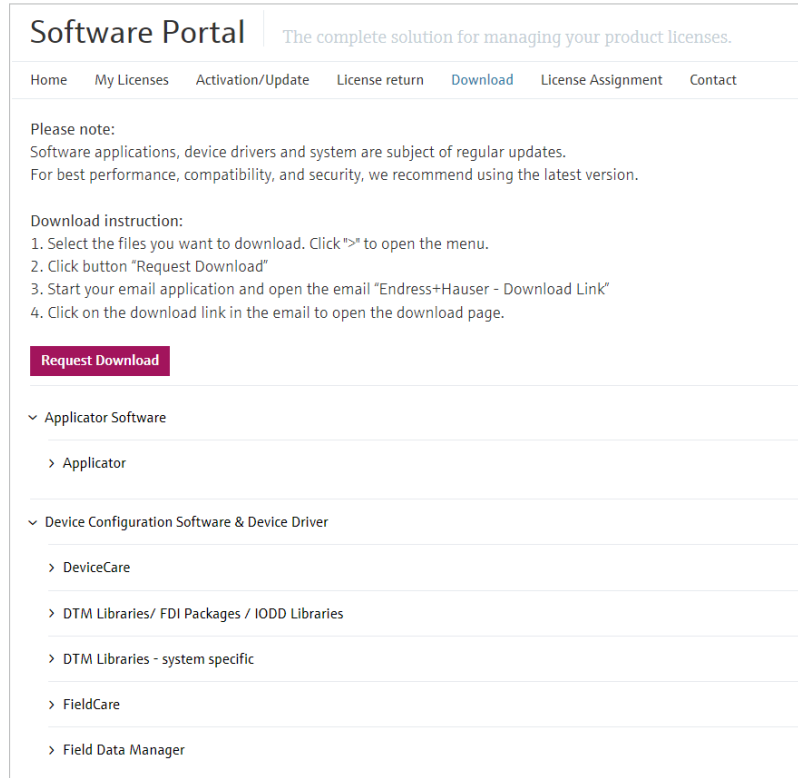 Software Portal
The complete solution for managing your product licenses.
Home My Licenses Activation/Update License return Download License Assignment Contact
Please note:
Software applications, device drivers and system are subject of regular updates.
For best performance, compatibility, and security, we recommend using the latest version.
Download instruction:
1. Select the files you want to download. Click ">" to open the menu.
2. Click button “Request Download”
3. Start your email application and open the email “Endress+Hauser - Download Link”
4. Click on the download link in the email to open the download page.
Request Download
Applicator Software
Applicator
Device Configuration Software & Device Driver
DeviceCare
DTM Libraries/ FDI Packages / IODD Libraries
DTM Libraries - system specific
FieldCare
Field Data Manager